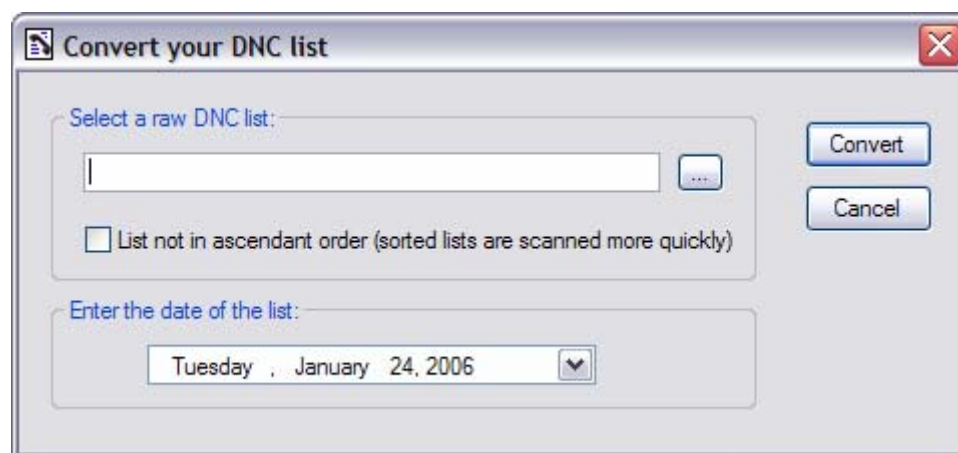 Convert your DNC list
Select a raw DNC list:
...
Convert
List not in ascendant order (sorted lists are scanned more quickly)
Cancel
Enter the date of the list:
Tuesday , January 24, 2006